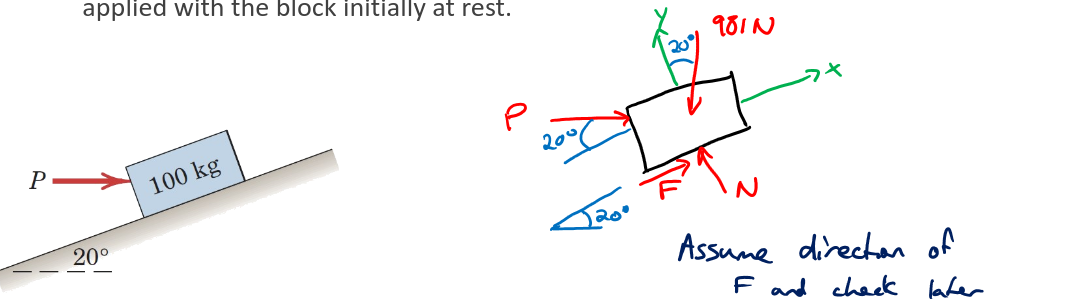 applied with the block initially at rest.
y
20°
981N
x
P
20°
P
100 kg
F
N
20°
20°
Assume direction of
F and check later